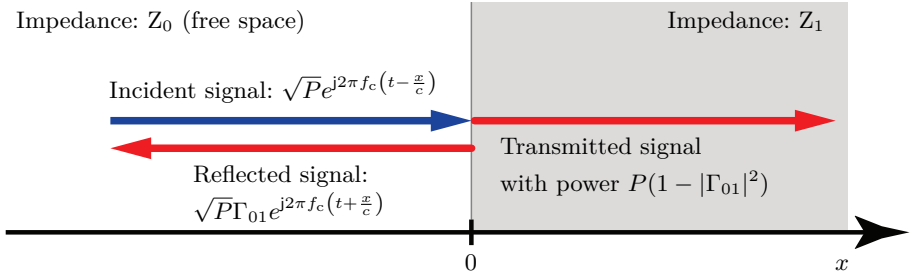 Impedance: Z₀ (free space)
Impedance: Z₁
Incident signal: √P e^{j2πf_c(t−x/c)}
Transmitted signal
with power P(1 − |Γ₀₁|²)
Reflected signal:
√P Γ₀₁ e^{j2πf_c(t+x/c)}
0
x